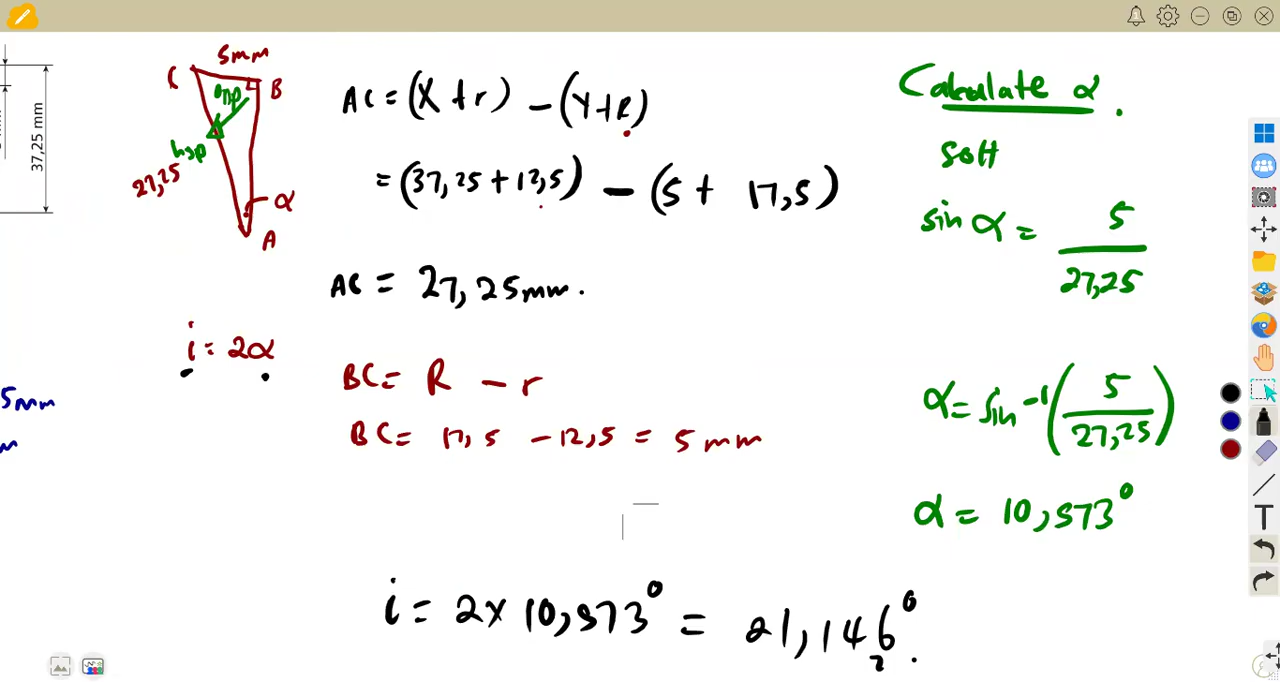 37,25 mm
5mm
C
B
opp
hyp
27,25
α
A
i = 2α
5mm
m
AC = (X + r) - (Y + R)
= (37,25 + 12,5) - (5 + 17,5)
AC = 27,25mm.
BC = R - r
BC = 17,5 - 12,5 = 5mm
i = 2 x 10,573° = 21,146°.
Calculate α.
SOH
sin α = 5/27,25
α = sin⁻¹(5/27,25)
α = 10,573°
T